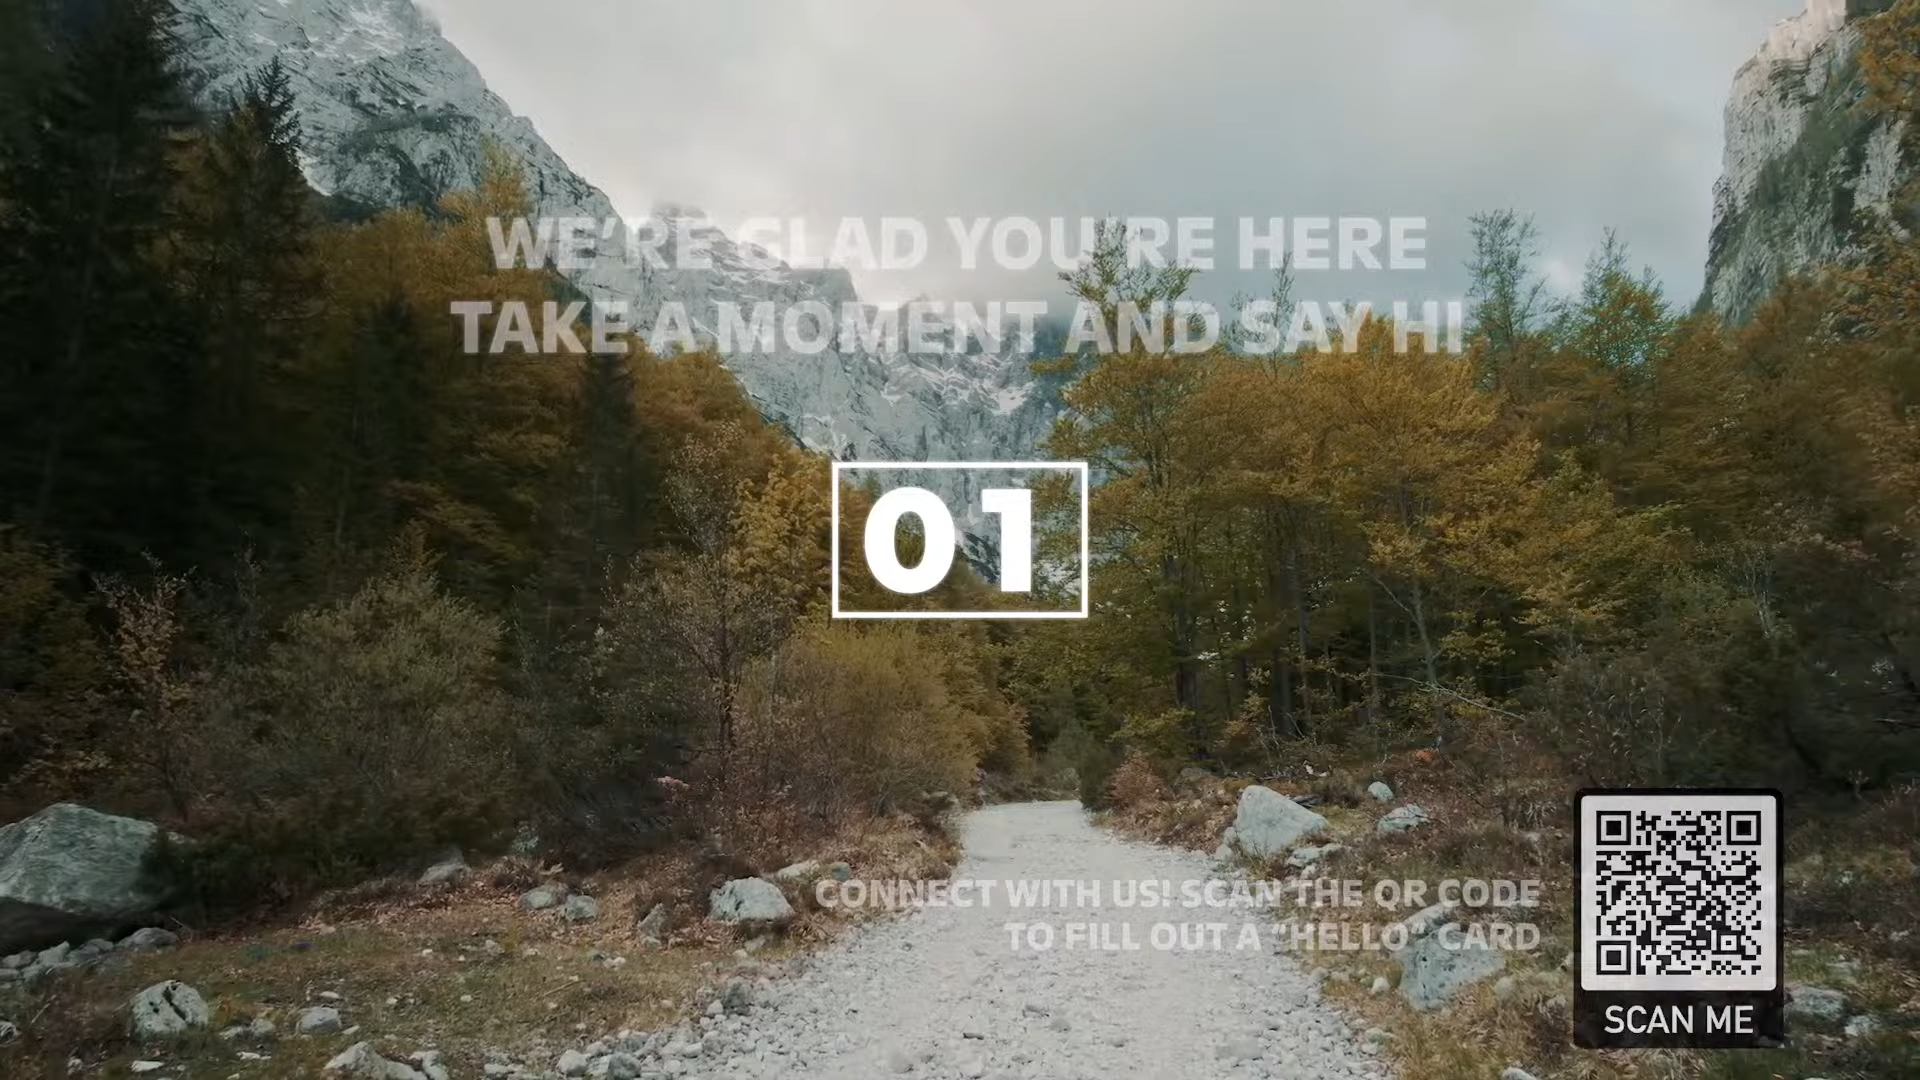 WE'RE GLAD YOU'RE HERE
TAKE A MOMENT AND SAY HI
01
CONNECT WITH US! SCAN THE QR CODE
TO FILL OUT A "HELLO" CARD
SCAN ME